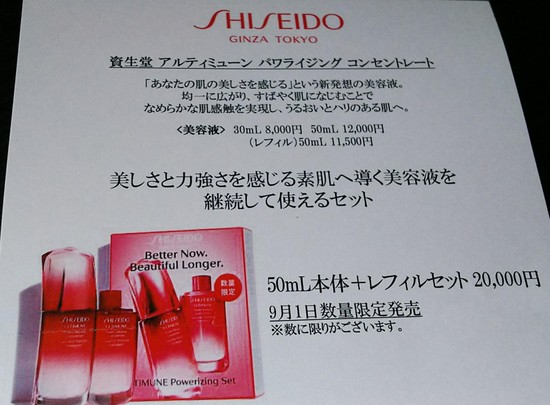 SHISEIDO
GINZA TOKYO
資生堂 アルティミューン パワライジング コンセントレート
「あなたの肌の美しさを感じる」という新発想の美容液。
均一に広がり、すばやく肌になじむことで
なめらかな肌感触を実現し、うるおいとハリのある肌へ。
<美容液> 30mL 8,000円 50mL 12,000円
(レフィル)50mL 11,500円
美しさと力強さを感じる素肌へ導く美容液を
継続して使えるセット
SHISEIDO
Better Now.
Beautiful Longer.
数量
限定
SHISEIDO
SHISEIDO
TIMUNE Powerizing Set
50mL本体+レフィルセット 20,000円
9月1日数量限定発売
※数に限りがございます。